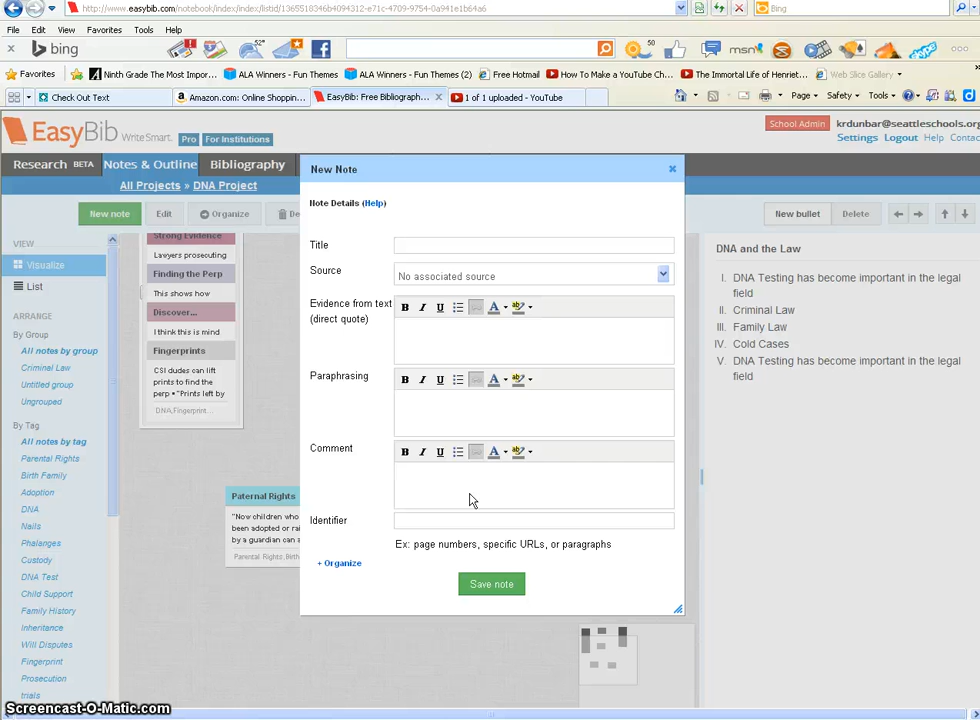 http://www.easybib.com/notebook/index/index/listid/1365518346b4094312-e71c-4709-9754-0a941e1b64a6
Bing
File Edit View Favorites Tools Help
bing
50
msn
Favorites
Ninth Grade The Most Impor...
ALA Winners - Fun Themes
ALA Winners - Fun Themes (2)
Free Hotmail
How To Make a YouTube Ch...
The Immortal Life of Henriet...
Web Slice Gallery
Check Out Text
Amazon.com: Online Shoppin...
EasyBib: Free Bibliograph...
1 of 1 uploaded - YouTube
Page Safety Tools
EasyBib Write Smart. Pro For Institutions
School Admin krdunbar@seattleschools.org
Settings Logout Help Contac
Research BETA Notes & Outline Bibliography
All Projects » DNA Project
New note Edit Organize De
New bullet Delete
VIEW
Visualize
List
ARRANGE
By Group
All notes by group
Criminal Law
Untitled group
Ungrouped
By Tag
All notes by tag
Parental Rights
Birth Family
Adoption
DNA
Nails
Phalanges
Custody
DNA Test
Child Support
Family History
Inheritance
Will Disputes
Fingerprint
Prosecution
trials
Strong Evidence
Lawyers prosecuting
Finding the Perp
This shows how
Discover...
I think this is mind
Fingerprints
CSI dudes can lift
prints to find the
perp • "Prints left by
DNA,Fingerprint...
Paternal Rights
"Now children who
been adopted or rai
by a guardian can a
Parental Rights,Birth
New Note
Note Details (Help)
Title
Source No associated source
Evidence from text
(direct quote)
B I U A ab
Paraphrasing
B I U A ab
Comment
B I U A ab
Identifier
Ex: page numbers, specific URLs, or paragraphs
+ Organize
Save note
DNA and the Law
I. DNA Testing has become important in the legal
field
II. Criminal Law
III. Family Law
IV. Cold Cases
V. DNA Testing has become important in the legal
field
Screencast-O-Matic.com